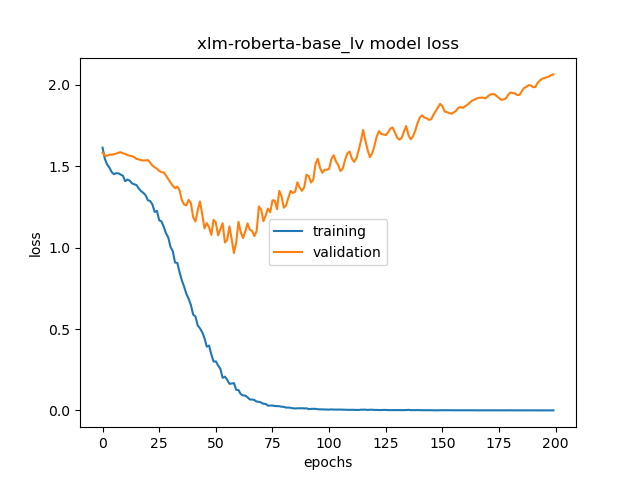 xlm-roberta-base_lv model loss
loss
2.0
1.5
1.0
0.5
0.0
training
validation
0 25 50 75 100 125 150 175 200
epochs